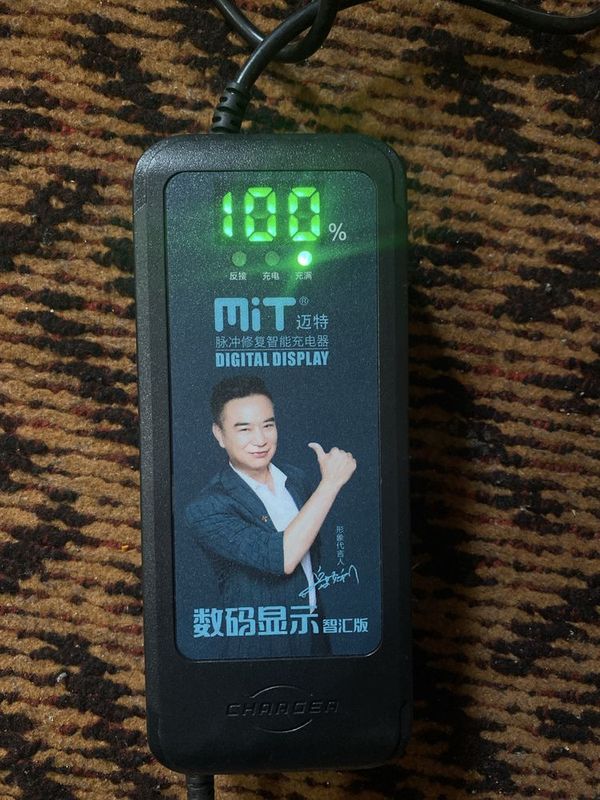 100%
反接 充电 充满
MiT® 迈特
脉冲修复智能充电器
DIGITAL DISPLAY
形象代言人
数码显示 智汇版
CHARGER